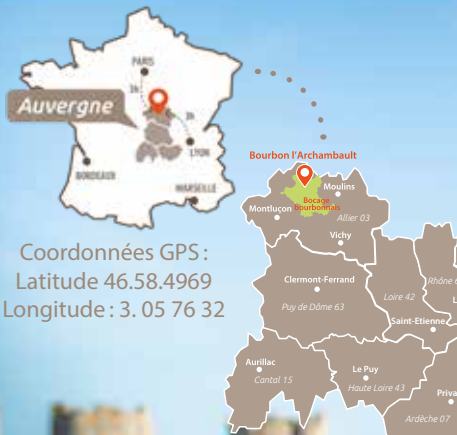 PARIS
3h
Auvergne
LYON
BORDEAUX
MARSEILLE
Coordonnées GPS :
Latitude 46.58.4969
Longitude : 3. 05 76 32
Bourbon l'Archambault
Moulins
Bocage
Bourbonnais
Montluçon
Allier 03
Vichy
Clermont-Ferrand
Puy de Dôme 63
Loire 42
Rhône
Saint-Etienne
Aurillac
Cantal 15
Le Puy
Haute Loire 43
Priva
Ardèche 07